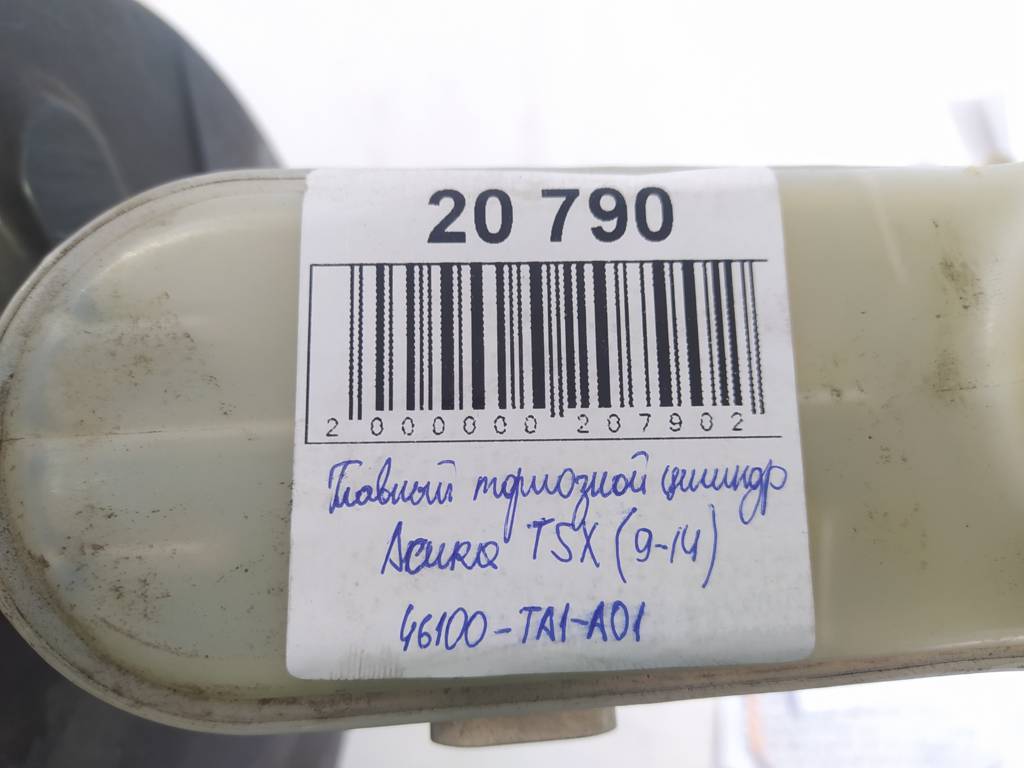 20 790
2 000000 207902
Главный тормозной цилиндр
Acura TSX (9-14)
46100-TA1-A01